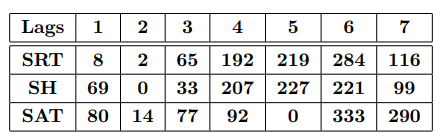 Lags 1 2 3 4 5 6 7
SRT 8 2 65 192 219 284 116
SH 69 0 33 207 227 221 99
SAT 80 14 77 92 0 333 290